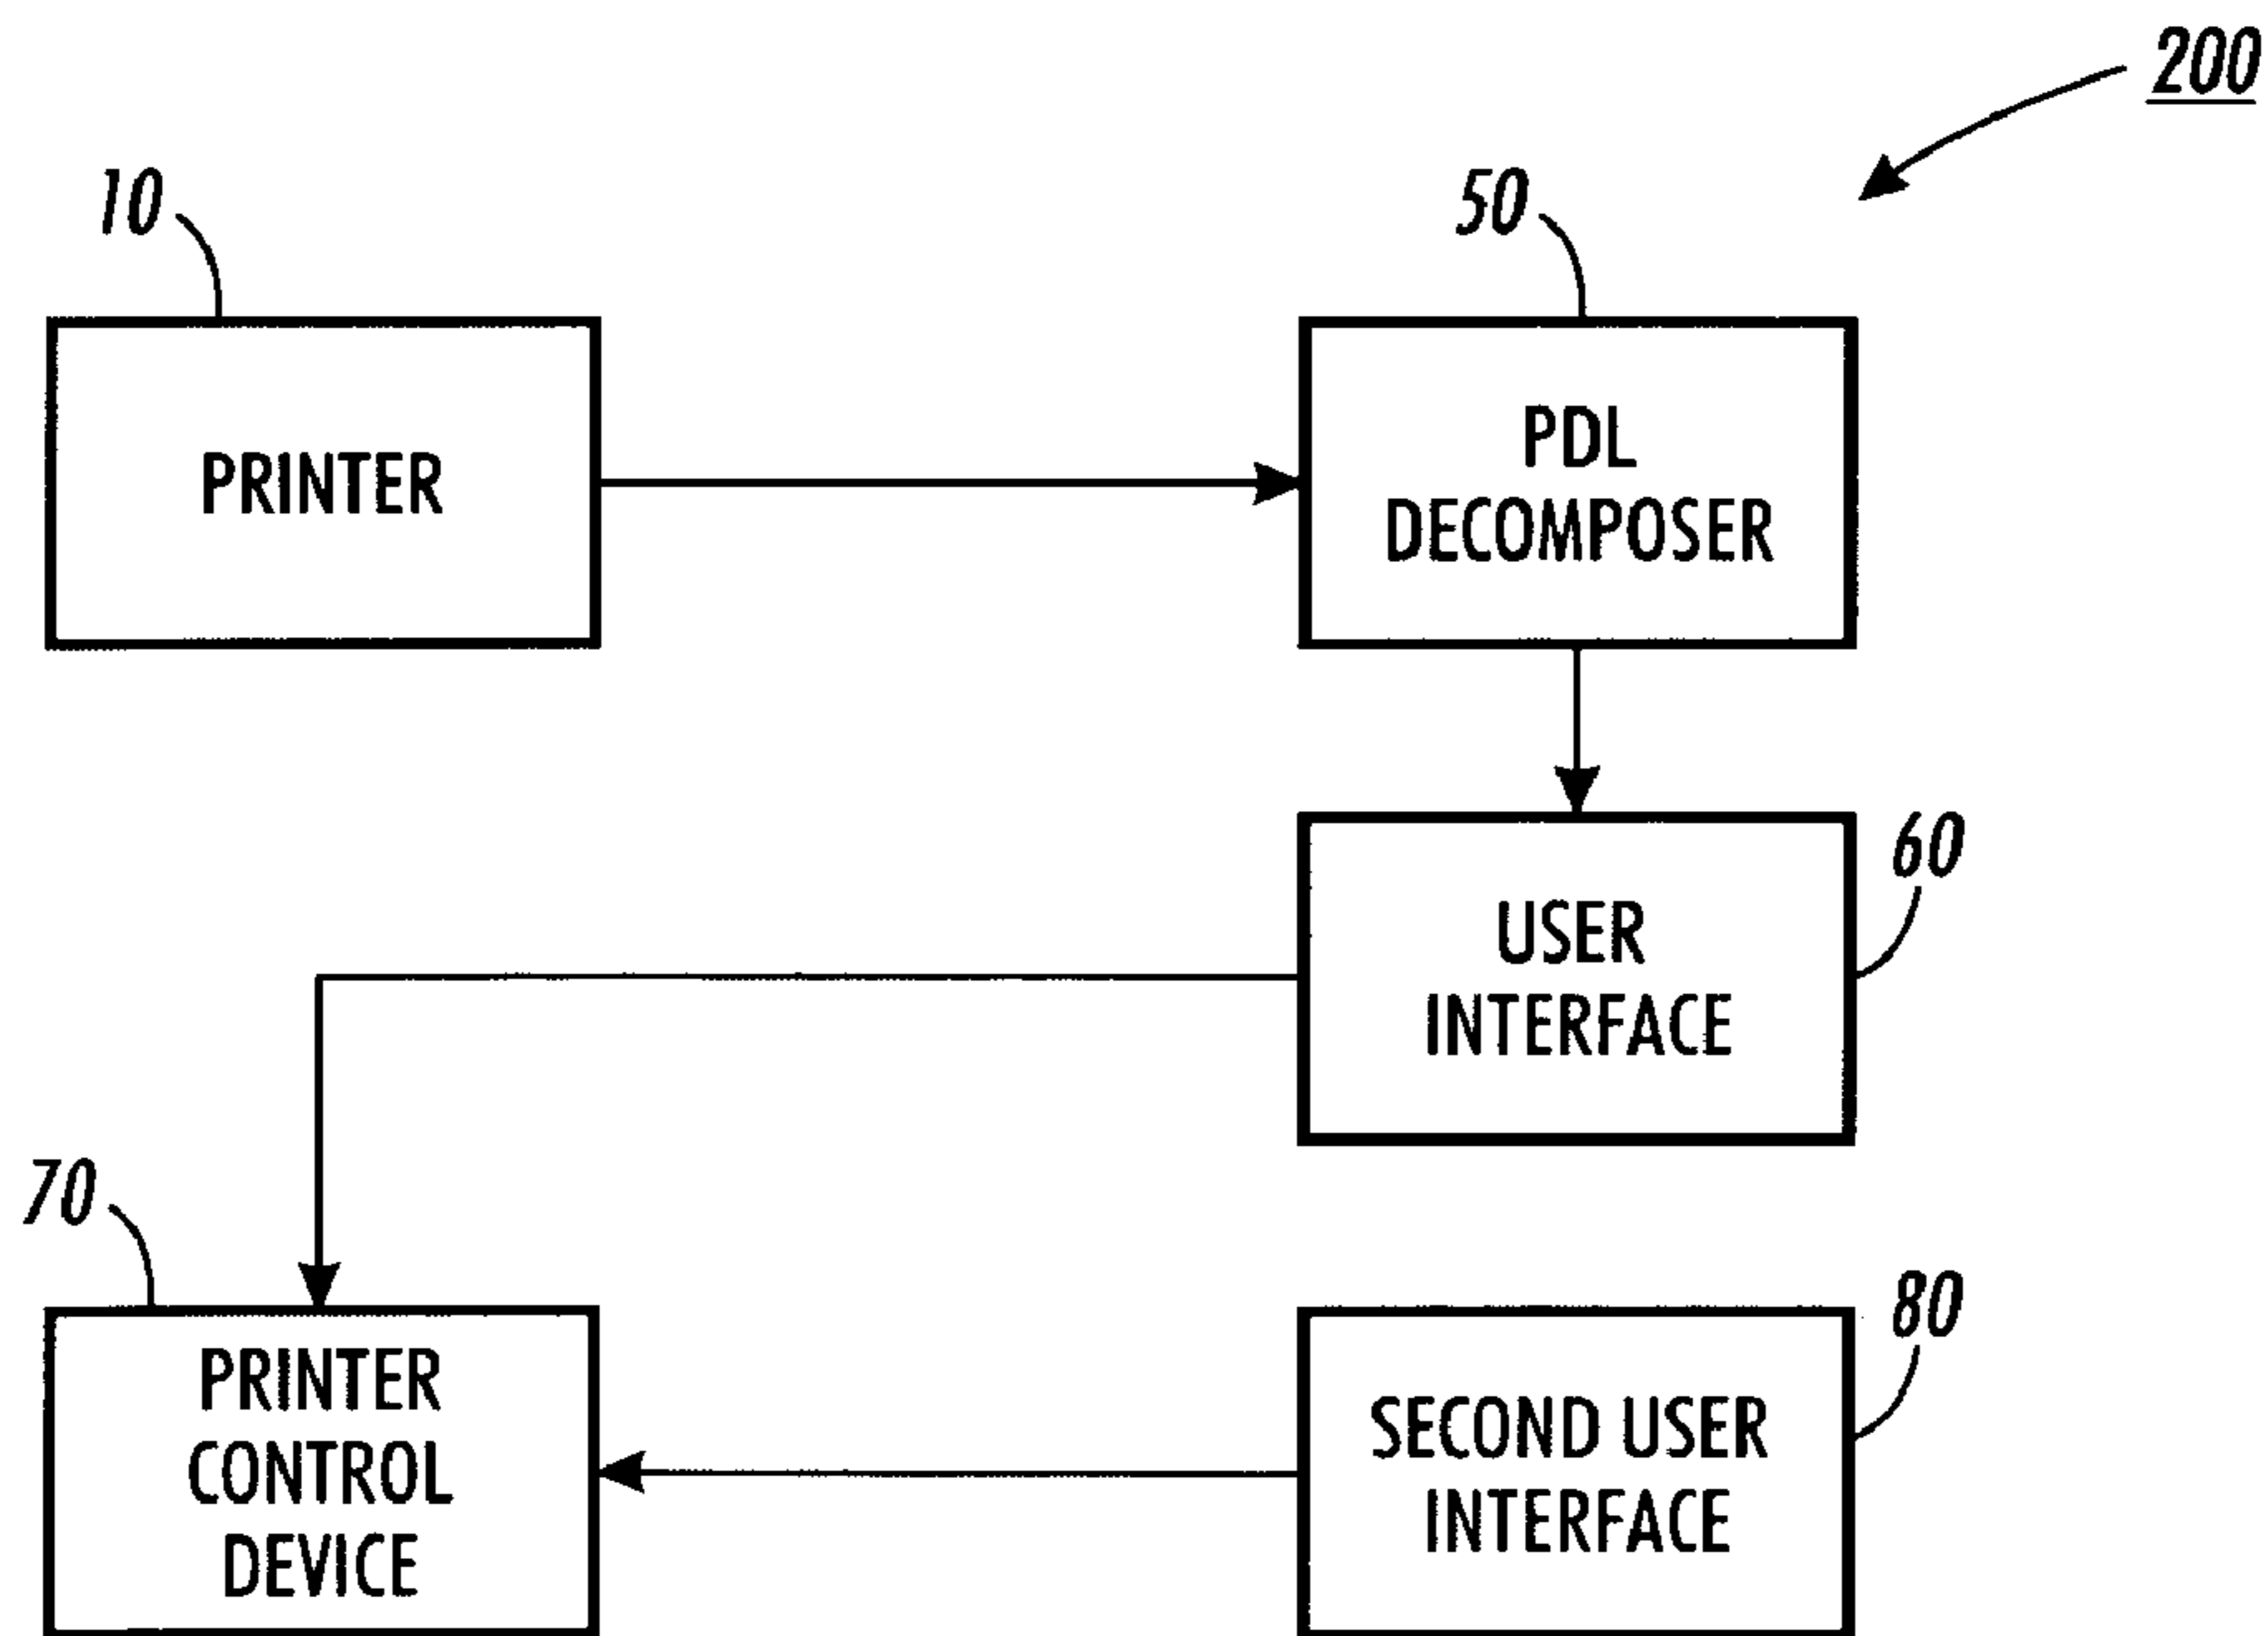 200
10
50
PRINTER
PDL
DECOMPOSER
60
USER
INTERFACE
70
80
PRINTER
CONTROL
DEVICE
SECOND USER
INTERFACE